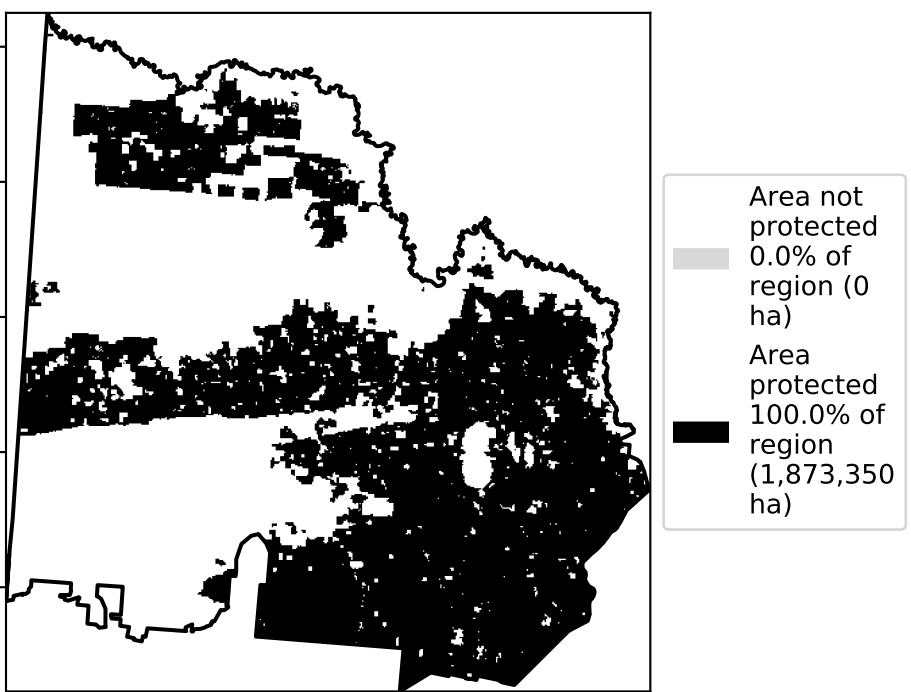 Area not
protected
0.0% of
region (0
ha)
Area
protected
100.0% of
region
(1,873,350
ha)